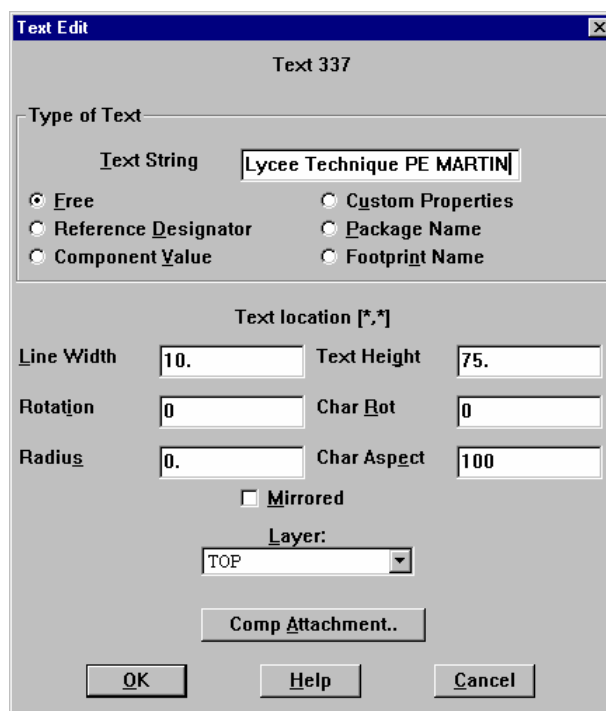 Text Edit
Text 337
Type of Text
Text String Lycee Technique PE MARTIN
Free Custom Properties
Reference Designator Package Name
Component Value Footprint Name
Text location [*,*]
Line Width 10. Text Height 75.
Rotation 0 Char Rot 0
Radius 0. Char Aspect 100
Mirrored
Layer:
TOP
Comp Attachment..
OK Help Cancel